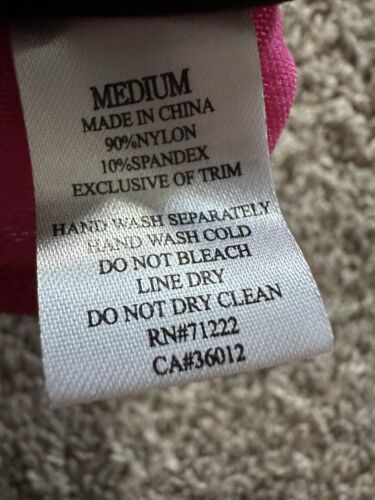 MEDIUM
MADE IN CHINA
90%NYLON
10%SPANDEX
EXCLUSIVE OF TRIM
HAND WASH SEPARATELY
HAND WASH COLD
DO NOT BLEACH
LINE DRY
DO NOT DRY CLEAN
RN#71222
CA#36012